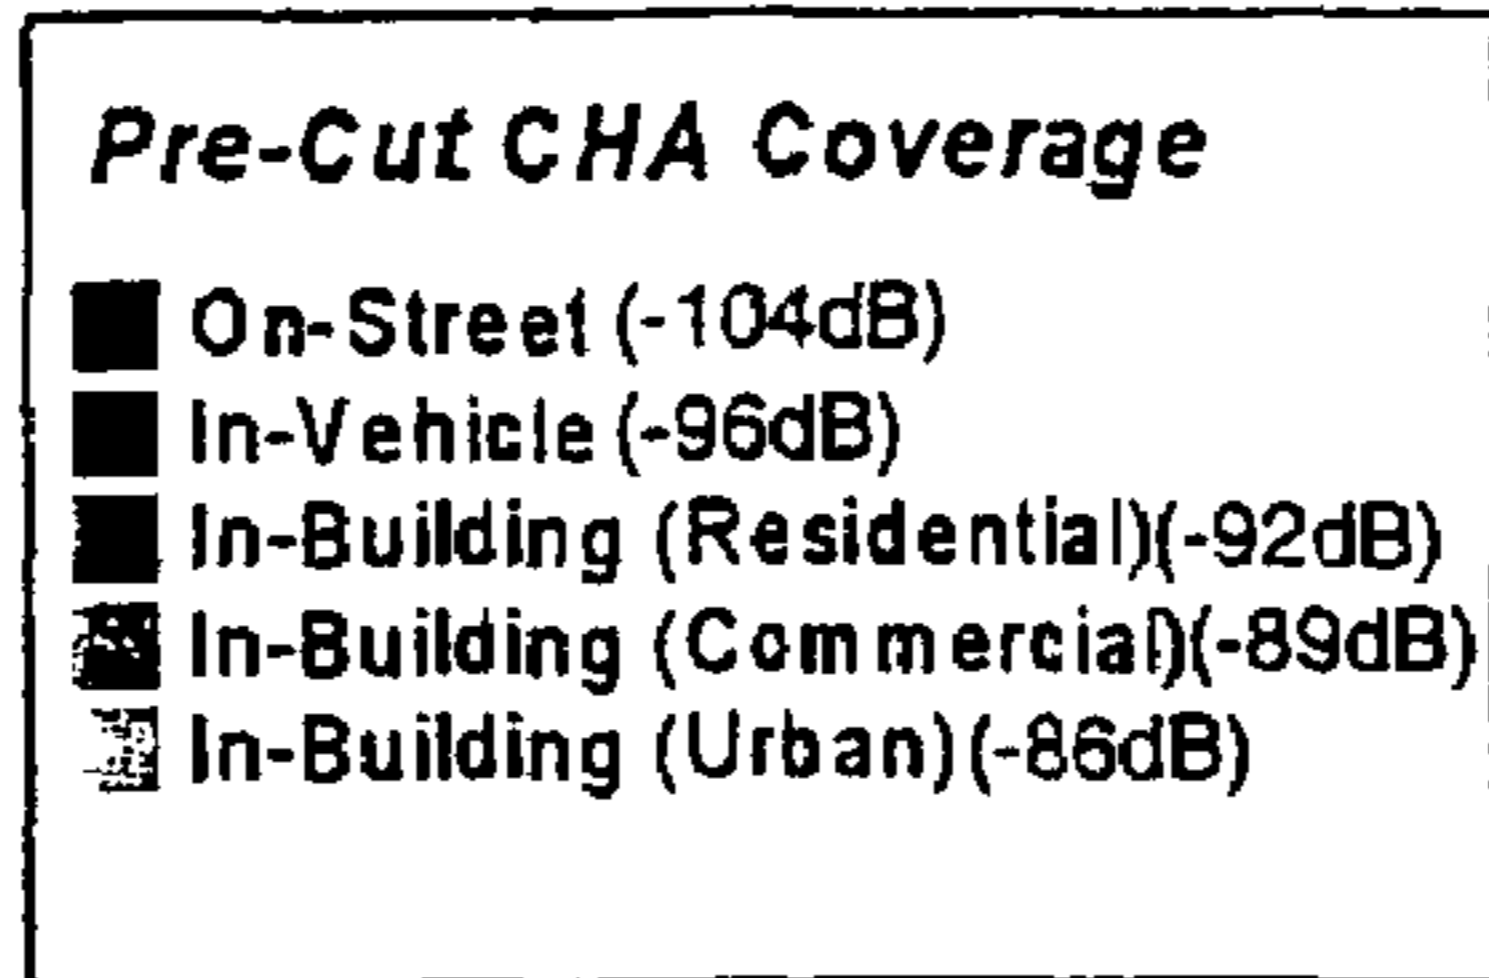 Pre-Cut CHA Coverage
On-Street (-104dB)
In-Vehicle (-96dB)
In-Building (Residential)(-92dB)
In-Building (Commercial)(-89dB)
In-Building (Urban)(-86dB)